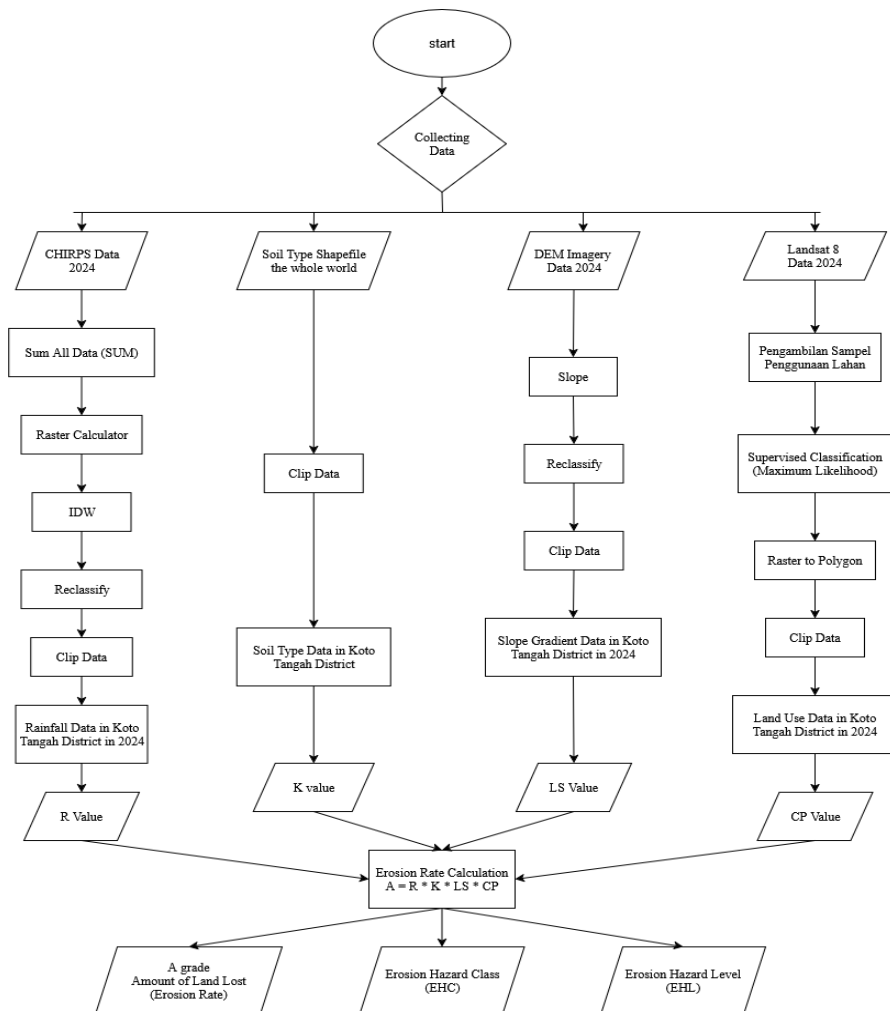 start
Collecting
Data
CHIRPS Data
2024
Soil Type Shapefile
the whole world
DEM Imagery
Data 2024
Landsat 8
Data 2024
Sum All Data (SUM)
Raster Calculator
IDW
Reclassify
Clip Data
Rainfall Data in Koto
Tangah District in 2024
R Value
Clip Data
Soil Type Data in Koto
Tangah District
K value
Slope
Reclassify
Clip Data
Slope Gradient Data in Koto
Tangah District in 2024
LS Value
Pengambilan Sampel
Penggunaan Lahan
Supervised Classification
(Maximum Likelihood)
Raster to Polygon
Clip Data
Land Use Data in Koto
Tangah District in 2024
CP Value
Erosion Rate Calculation
A = R * K * LS * CP
A grade
Amount of Land Lost
(Erosion Rate)
Erosion Hazard Class
(EHC)
Erosion Hazard Level
(EHL)